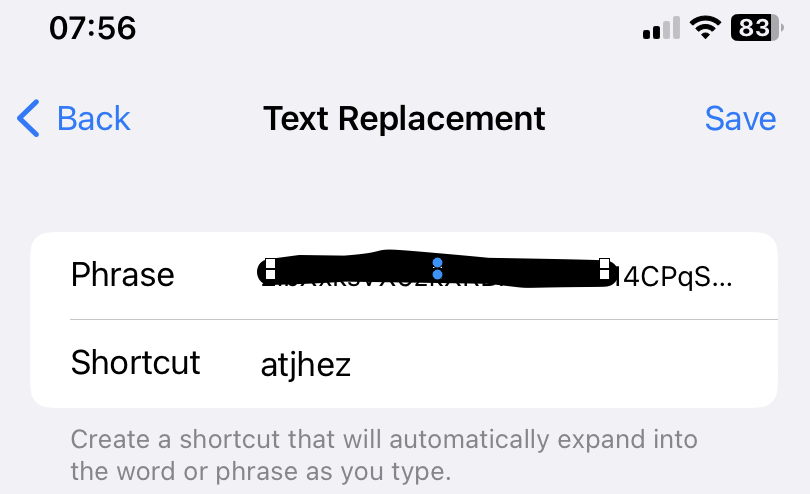 07:56
83
Back
Text Replacement
Save
Phrase
4CPqS...
Shortcut
atjhez
Create a shortcut that will automatically expand into
the word or phrase as you type.